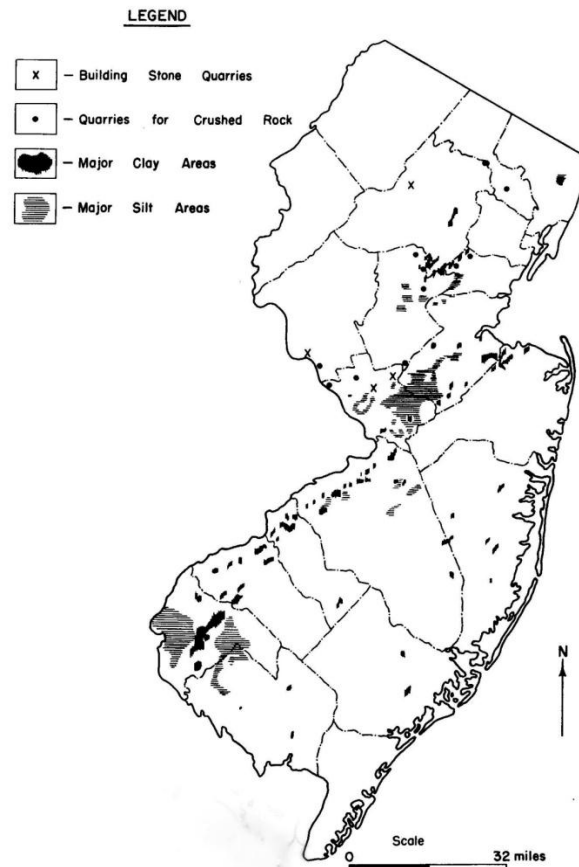 LEGEND
x – Building Stone Quarries
• – Quarries for Crushed Rock
– Major Clay Areas
– Major Silt Areas
N
Scale
0 32 miles